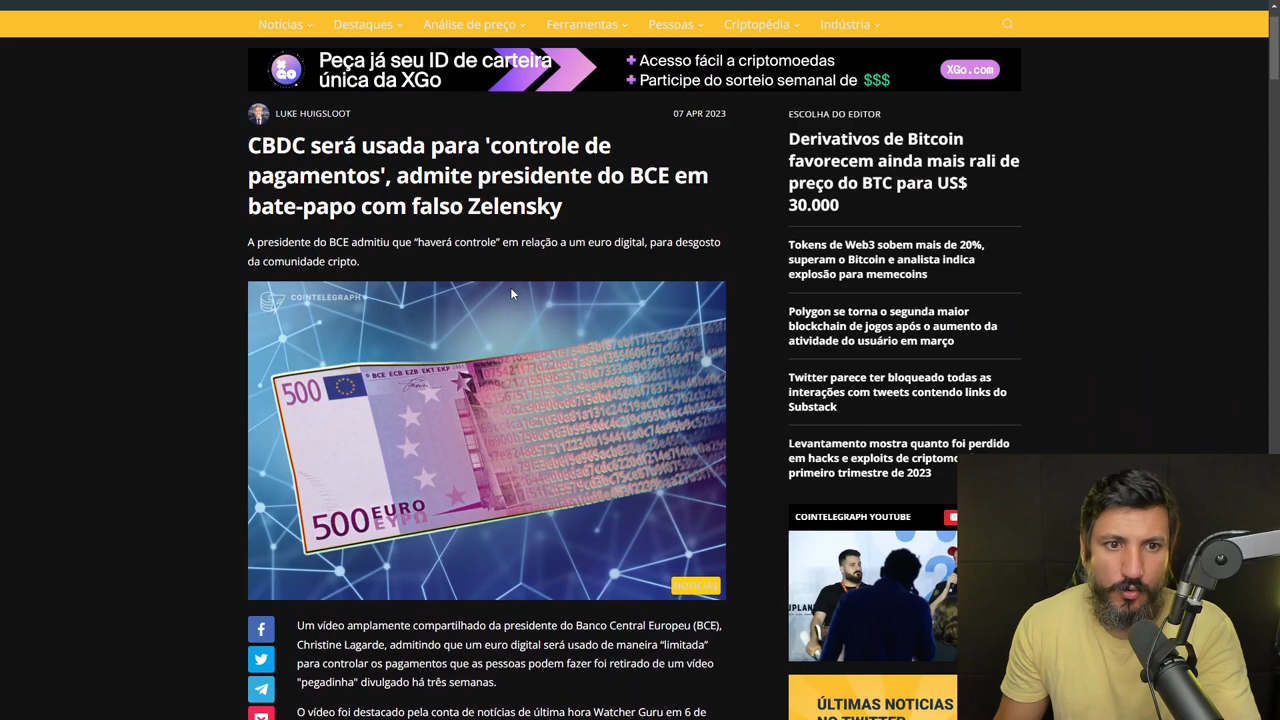 Notícias
Destaques
Análise de preço
Ferramentas
Pessoas
Criptopédia
Indústria
XGO
Peça já seu ID de carteira
única da XGo
+ Acesso fácil a criptomoedas
+ Participe do sorteio semanal de $$$
XGo.com
LUKE HUIGSLOOT
07 APR 2023
CBDC será usada para 'controle de
pagamentos', admite presidente do BCE em
bate-papo com falso Zelensky
A presidente do BCE admitiu que “haverá controle” em relação a um euro digital, para desgosto
da comunidade cripto.
COINTELEGRAPH
500
BCE ECB EZB EKT EKP
500 EURO
ΕΥΡΩ
NOTÍCIAS
Um vídeo amplamente compartilhado da presidente do Banco Central Europeu (BCE),
Christine Lagarde, admitindo que um euro digital será usado de maneira “limitada”
para controlar os pagamentos que as pessoas podem fazer foi retirado de um vídeo
"pegadinha" divulgado há três semanas.
O vídeo foi destacado pela conta de notícias de última hora Watcher Guru em 6 de
ESCOLHA DO EDITOR
Derivativos de Bitcoin
favorecem ainda mais rali de
preço do BTC para US$
30.000
Tokens de Web3 sobem mais de 20%,
superam o Bitcoin e analista indica
explosão para memecoins
Polygon se torna o segunda maior
blockchain de jogos após o aumento da
atividade do usuário em março
Twitter parece ter bloqueado todas as
interações com tweets contendo links do
Substack
Levantamento mostra quanto foi perdido
em hacks e exploits de criptomo
primeiro trimestre de 2023
COINTELEGRAPH YOUTUBE
ÚLTIMAS NOTICIAS
NO TWITTER